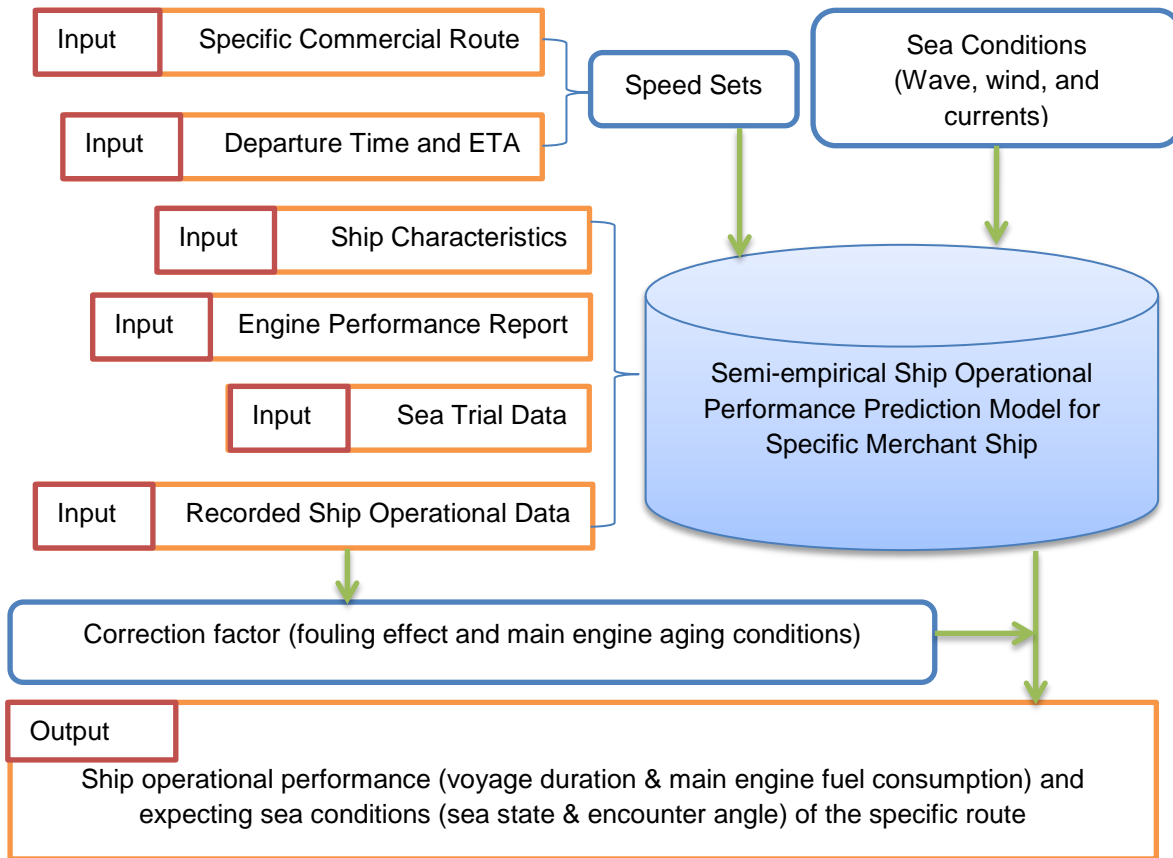 Input
Specific Commercial Route
Input
Departure Time and ETA
Speed Sets
Sea Conditions
(Wave, wind, and
currents)
Input
Ship Characteristics
Input
Engine Performance Report
Input
Sea Trial Data
Input
Recorded Ship Operational Data
Semi-empirical Ship Operational
Performance Prediction Model for
Specific Merchant Ship
Correction factor (fouling effect and main engine aging conditions)
Output
Ship operational performance (voyage duration & main engine fuel consumption) and
expecting sea conditions (sea state & encounter angle) of the specific route